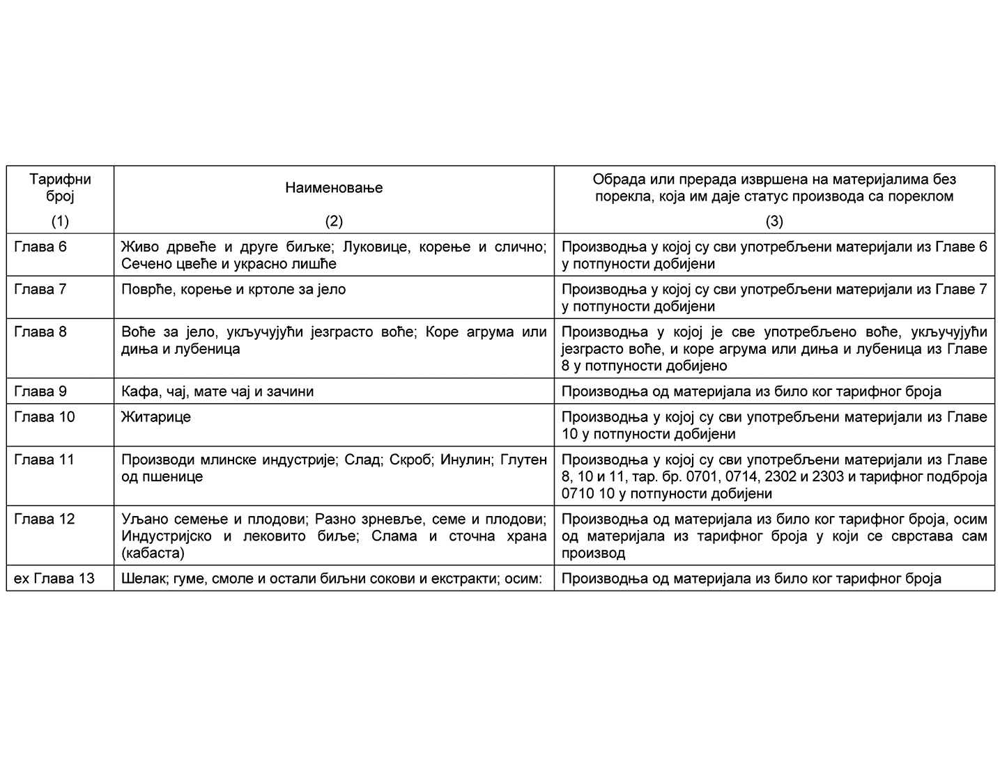 Тарифни
број
(1)
Наименовање
(2)
Обрада или прерада извршена на материјалима без
порекла, која им даје статус производа са пореклом
(3)
Глава 6
Живо дрвеће и друге биљке; Луковице, корење и слично;
Сечено цвеће и украсно лишће
Производња у којој су сви употребљени материјали из Главе 6
у потпуности добијени
Глава 7
Поврће, корење и кртоле за јело
Производња у којој су сви употребљени материјали из Главе 7
у потпуности добијени
Глава 8
Воће за јело, укључујући језграсто воће; Коре агрума или
диња и лубеница
Производња у којој је све употребљено воће, укључујући
језграсто воће, и коре агрума или диња и лубеница из Главе
8 у потпуности добијено
Глава 9
Кафа, чај, мате чај и зачини
Производња од материјала из било ког тарифног броја
Глава 10
Житарице
Производња у којој су сви употребљени материјали из Главе
10 у потпуности добијени
Глава 11
Производи млинске индустрије; Слад; Скроб; Инулин; Глутен
од пшенице
Производња у којој су сви употребљени материјали из Главе
8, 10 и 11, тар. бр. 0701, 0714, 2302 и 2303 и тарифног подброја
0710 10 у потпуности добијени
Глава 12
Уљано семење и плодови; Разно зрневље, семе и плодови;
Индустријско и лековито биље; Слама и сточна храна
(кабаста)
Производња од материјала из било ког тарифног броја, осим
од материјала из тарифног броја у који се сврстава сам
производ
ex Глава 13
Шелак; гуме, смоле и остали биљни сокови и екстракти; осим:
Производња од материјала из било ког тарифног броја